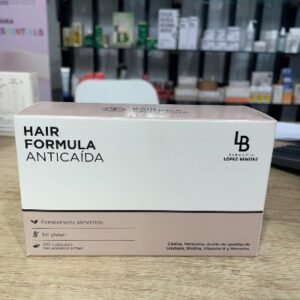 HAIR
FORMULA
ANTICAÍDA
LB
FARMACIA
LÓPEZ BENÍTEZ
Complemento alimenticio
Sin gluten
120 cápsulas
Cistina, Metionina, Aceite de semillas de
calabaza, Biotina, Vitamina A y Minerales